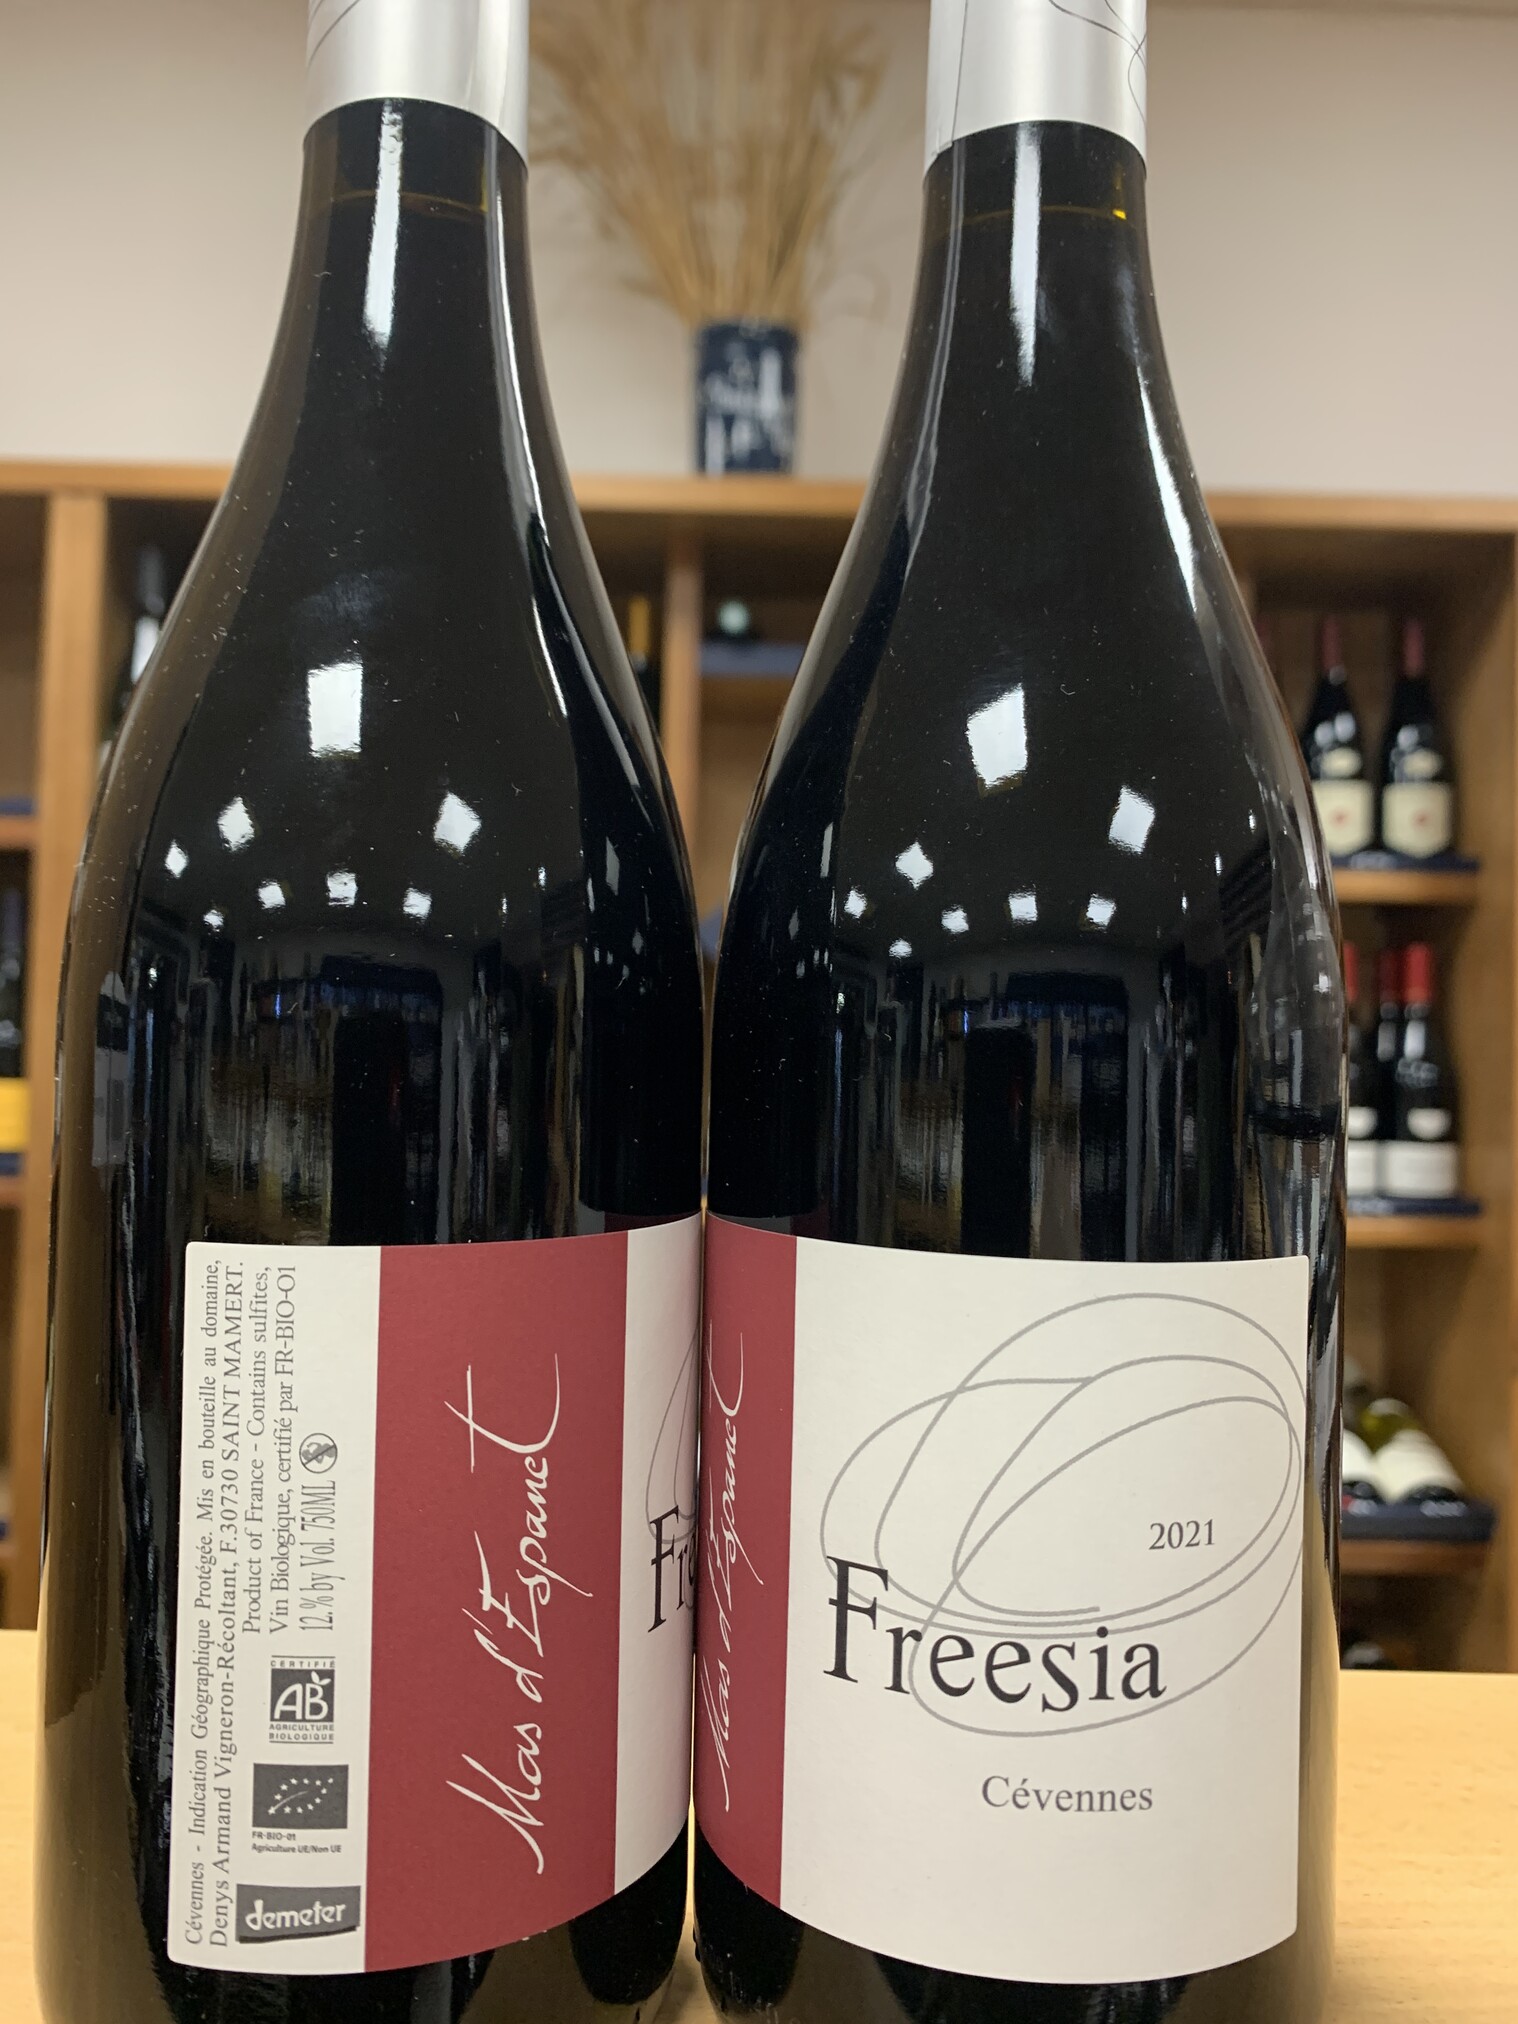 Cévennes - Indication Géographique Protégée. Mis en bouteille au domaine,
Denys Armand Vigneron-Récoltant, F.30730 SAINT MAMERT.
Product of France - Contains sulfites,
Vin Biologique, certifié par FR-BIO-O1
12.% by Vol. 750ML
CERTIFIÉ
AB
AGRICULTURE
BIOLOGIQUE
FR-BIO-01
Agriculture UE/Non UE
demeter
Mas d'Espanet
Fre
Mas d'Espanet
2021
Freesia
Cévennes